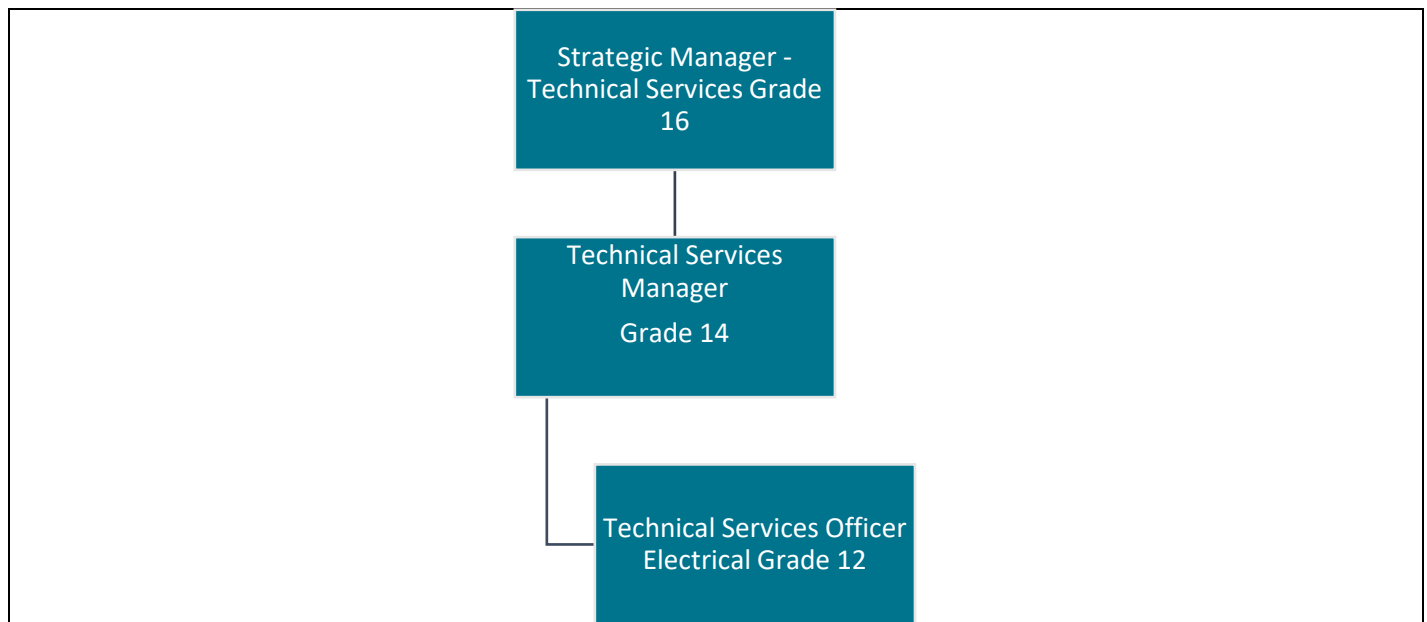 Strategic Manager -
Technical Services Grade
16
Technical Services
Manager
Grade 14
Technical Services Officer
Electrical Grade 12